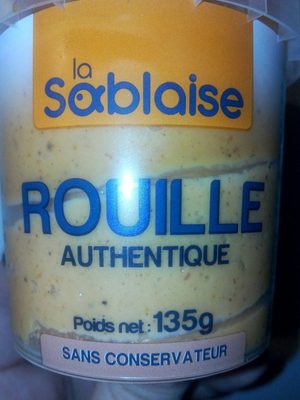 la
Sablaise
ROUILLE
AUTHENTIQUE
Poids net : 135g
SANS CONSERVATEUR